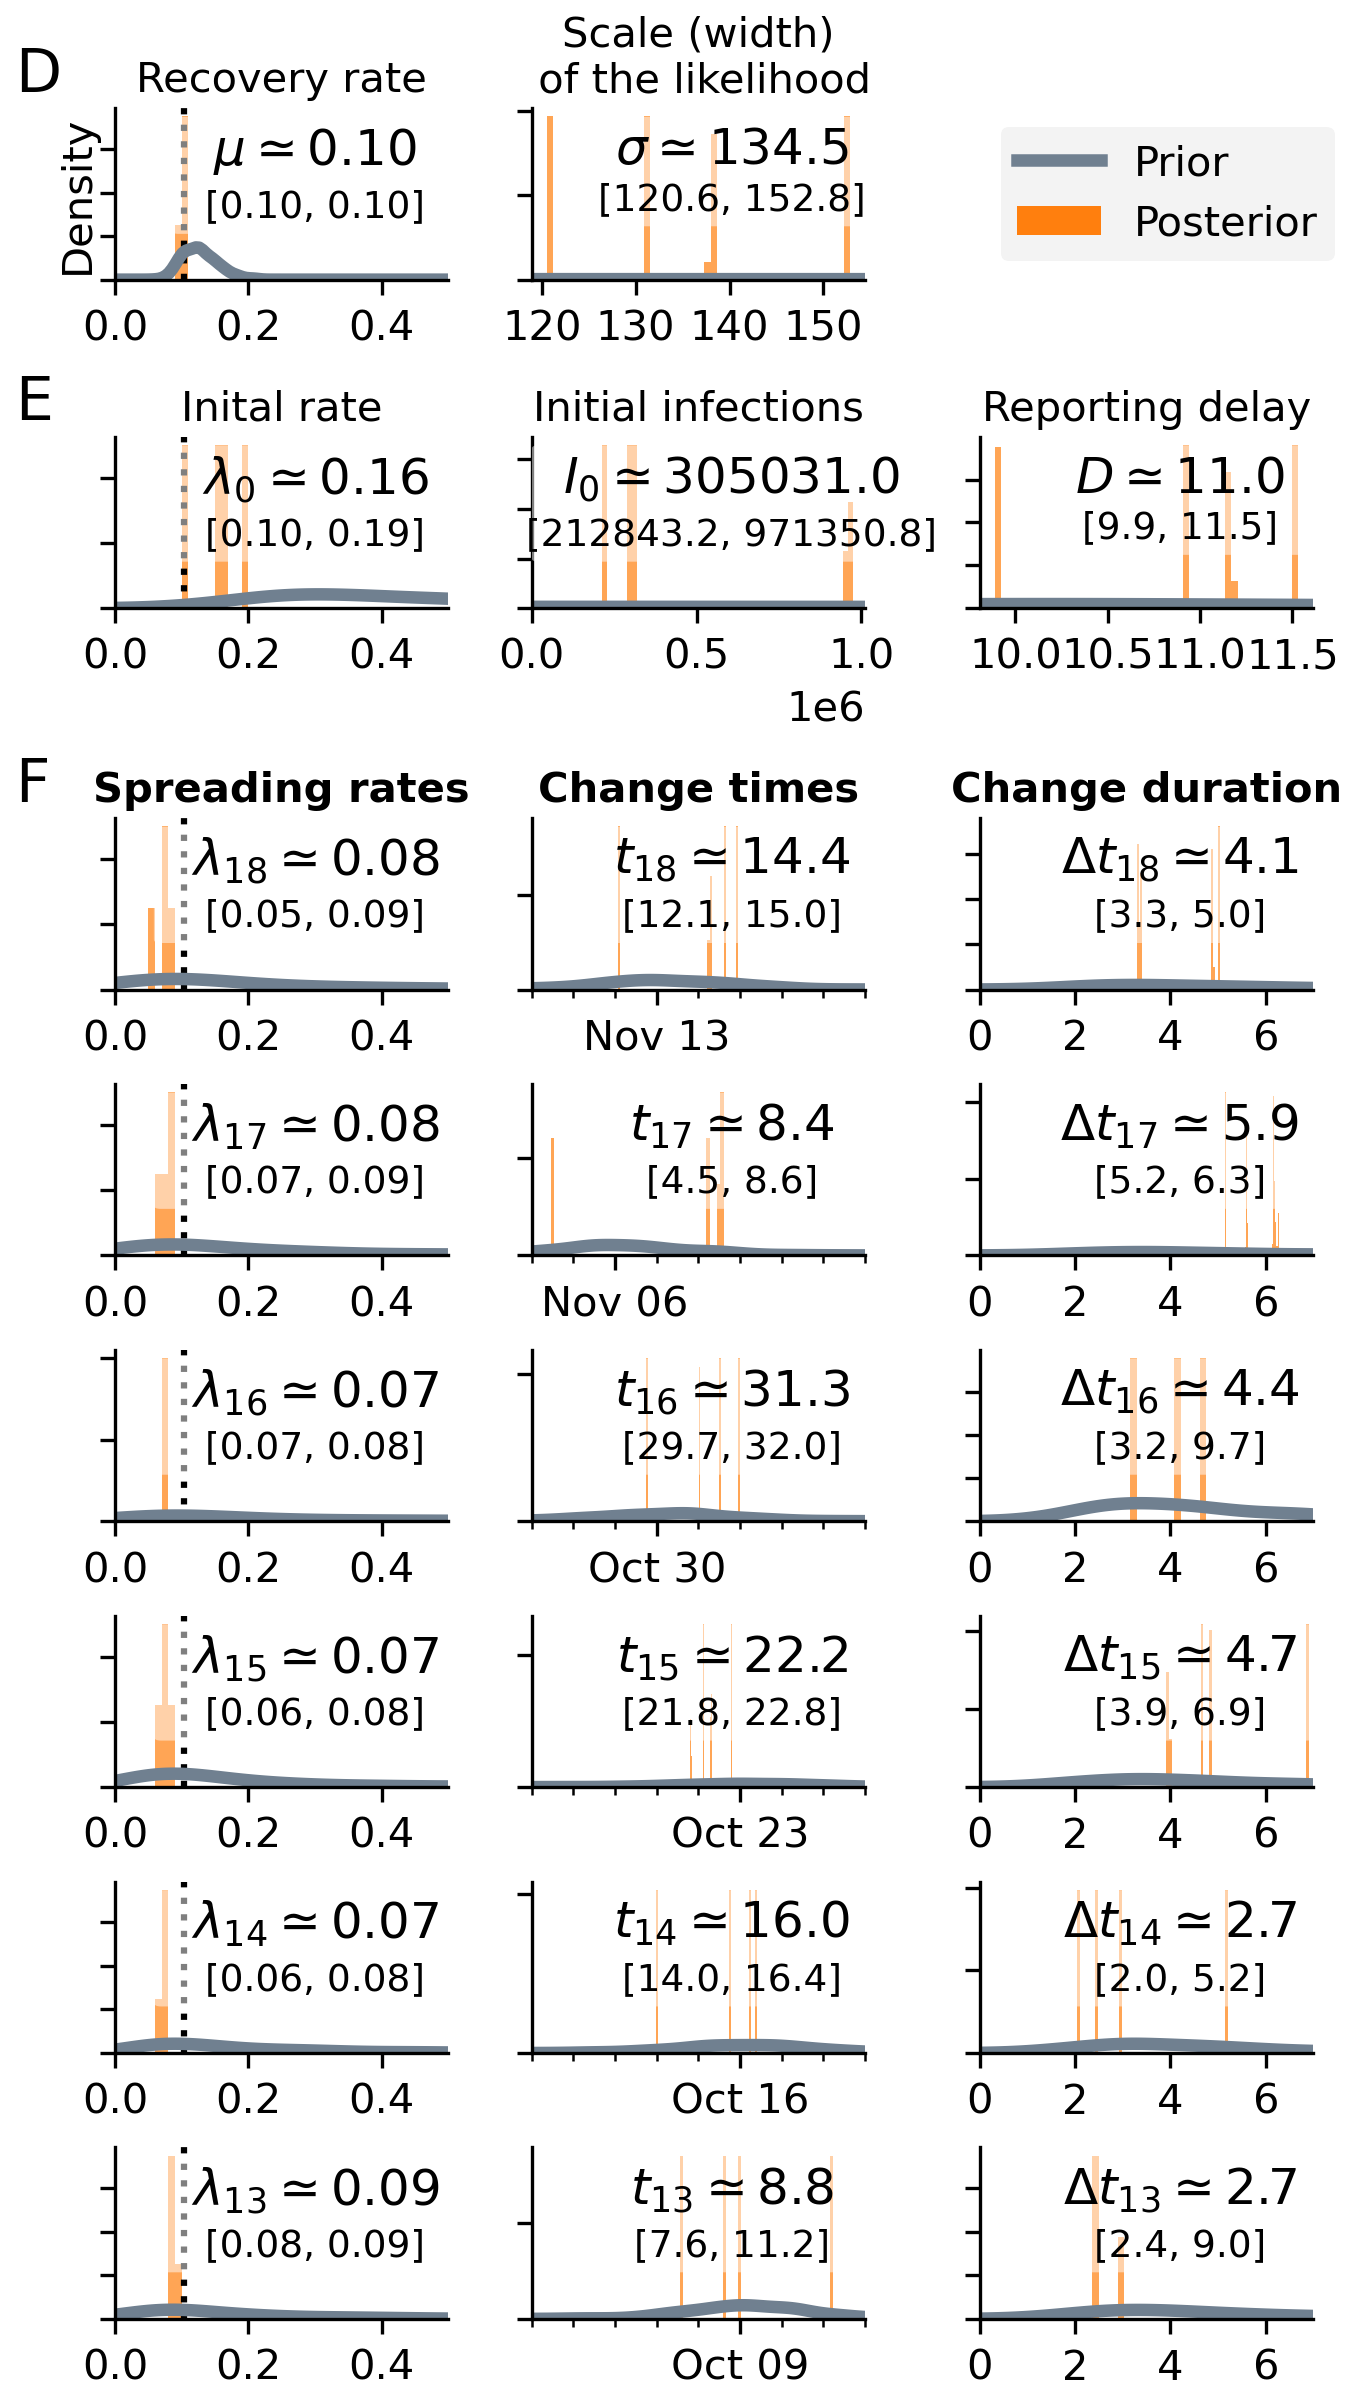 D
Recovery rate
Scale (width)
of the likelihood
Density
μ ≃ 0.10
[0.10, 0.10]
σ ≃ 134.5
[120.6, 152.8]
Prior
Posterior
0.0 0.2 0.4
120 130 140 150
E
Inital rate
Initial infections
Reporting delay
λ₀ ≃ 0.16
[0.10, 0.19]
I₀ ≃ 305031.0
[212843.2, 971350.8]
D ≃ 11.0
[9.9, 11.5]
0.0 0.2 0.4
0.0 0.5 1.0
1e6
10.0 10.5 11.0 11.5
F
Spreading rates
Change times
Change duration
λ₁₈ ≃ 0.08
[0.05, 0.09]
t₁₈ ≃ 14.4
[12.1, 15.0]
Δt₁₈ ≃ 4.1
[3.3, 5.0]
0.0 0.2 0.4
Nov 13
0 2 4 6
λ₁₇ ≃ 0.08
[0.07, 0.09]
t₁₇ ≃ 8.4
[4.5, 8.6]
Δt₁₇ ≃ 5.9
[5.2, 6.3]
0.0 0.2 0.4
Nov 06
0 2 4 6
λ₁₆ ≃ 0.07
[0.07, 0.08]
t₁₆ ≃ 31.3
[29.7, 32.0]
Δt₁₆ ≃ 4.4
[3.2, 9.7]
0.0 0.2 0.4
Oct 30
0 2 4 6
λ₁₅ ≃ 0.07
[0.06, 0.08]
t₁₅ ≃ 22.2
[21.8, 22.8]
Δt₁₅ ≃ 4.7
[3.9, 6.9]
0.0 0.2 0.4
Oct 23
0 2 4 6
λ₁₄ ≃ 0.07
[0.06, 0.08]
t₁₄ ≃ 16.0
[14.0, 16.4]
Δt₁₄ ≃ 2.7
[2.0, 5.2]
0.0 0.2 0.4
Oct 16
0 2 4 6
λ₁₃ ≃ 0.09
[0.08, 0.09]
t₁₃ ≃ 8.8
[7.6, 11.2]
Δt₁₃ ≃ 2.7
[2.4, 9.0]
0.0 0.2 0.4
Oct 09
0 2 4 6